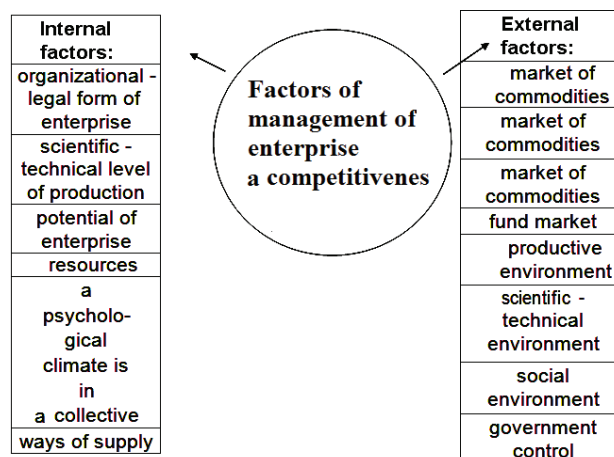 Internal
factors:
organizational -
legal form of
enterprise
scientific -
technical level
of production
potential of
enterprise
resources
a
psycholo-
gical
climate is
in
a collective
ways of supply
Factors of
management of
enterprise
a competitivenes
External
factors:
market of
commodities
market of
commodities
market of
commodities
fund market
productive
environment
scientific -
technical
environment
social
environment
government
control